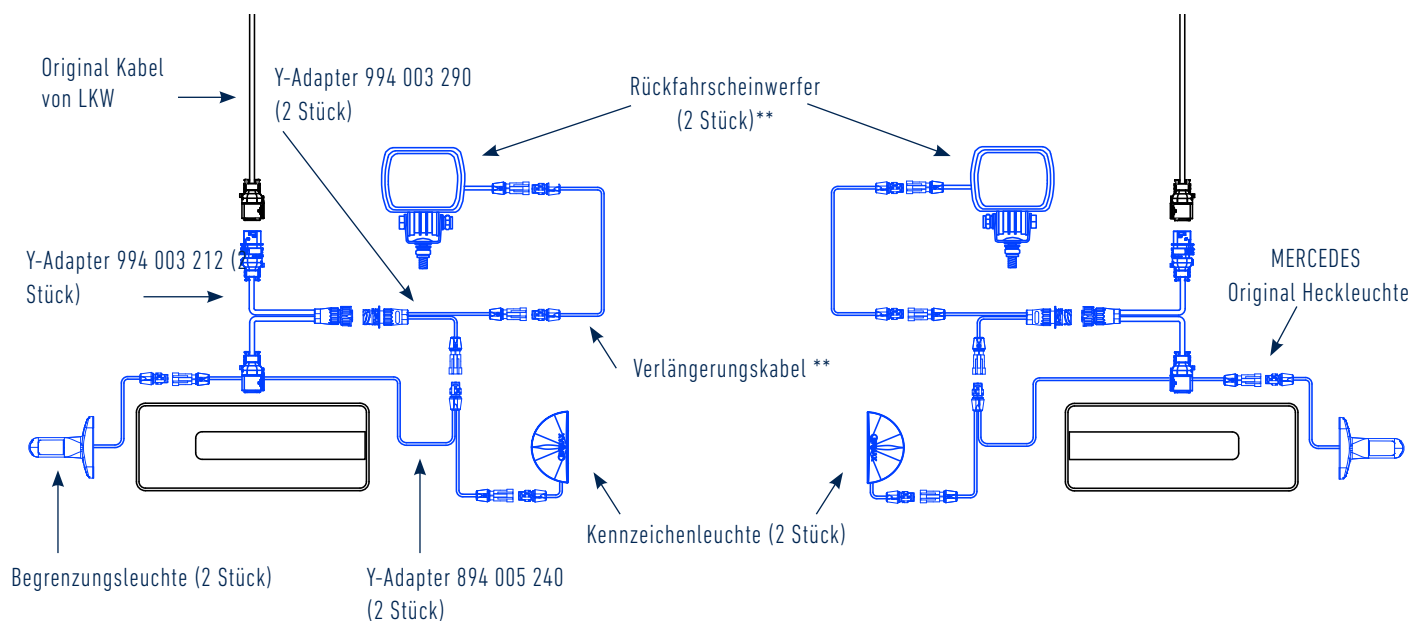 Original Kabel
von LKW
Y-Adapter 994 003 290
(2 Stück)
Rückfahrscheinwerfer
(2 Stück)**
Y-Adapter 994 003 212 (2
Stück)
MERCEDES
Original Heckleuchte
Verlängerungskabel **
Kennzeichenleuchte (2 Stück)
Begrenzungsleuchte (2 Stück)
Y-Adapter 894 005 240
(2 Stück)